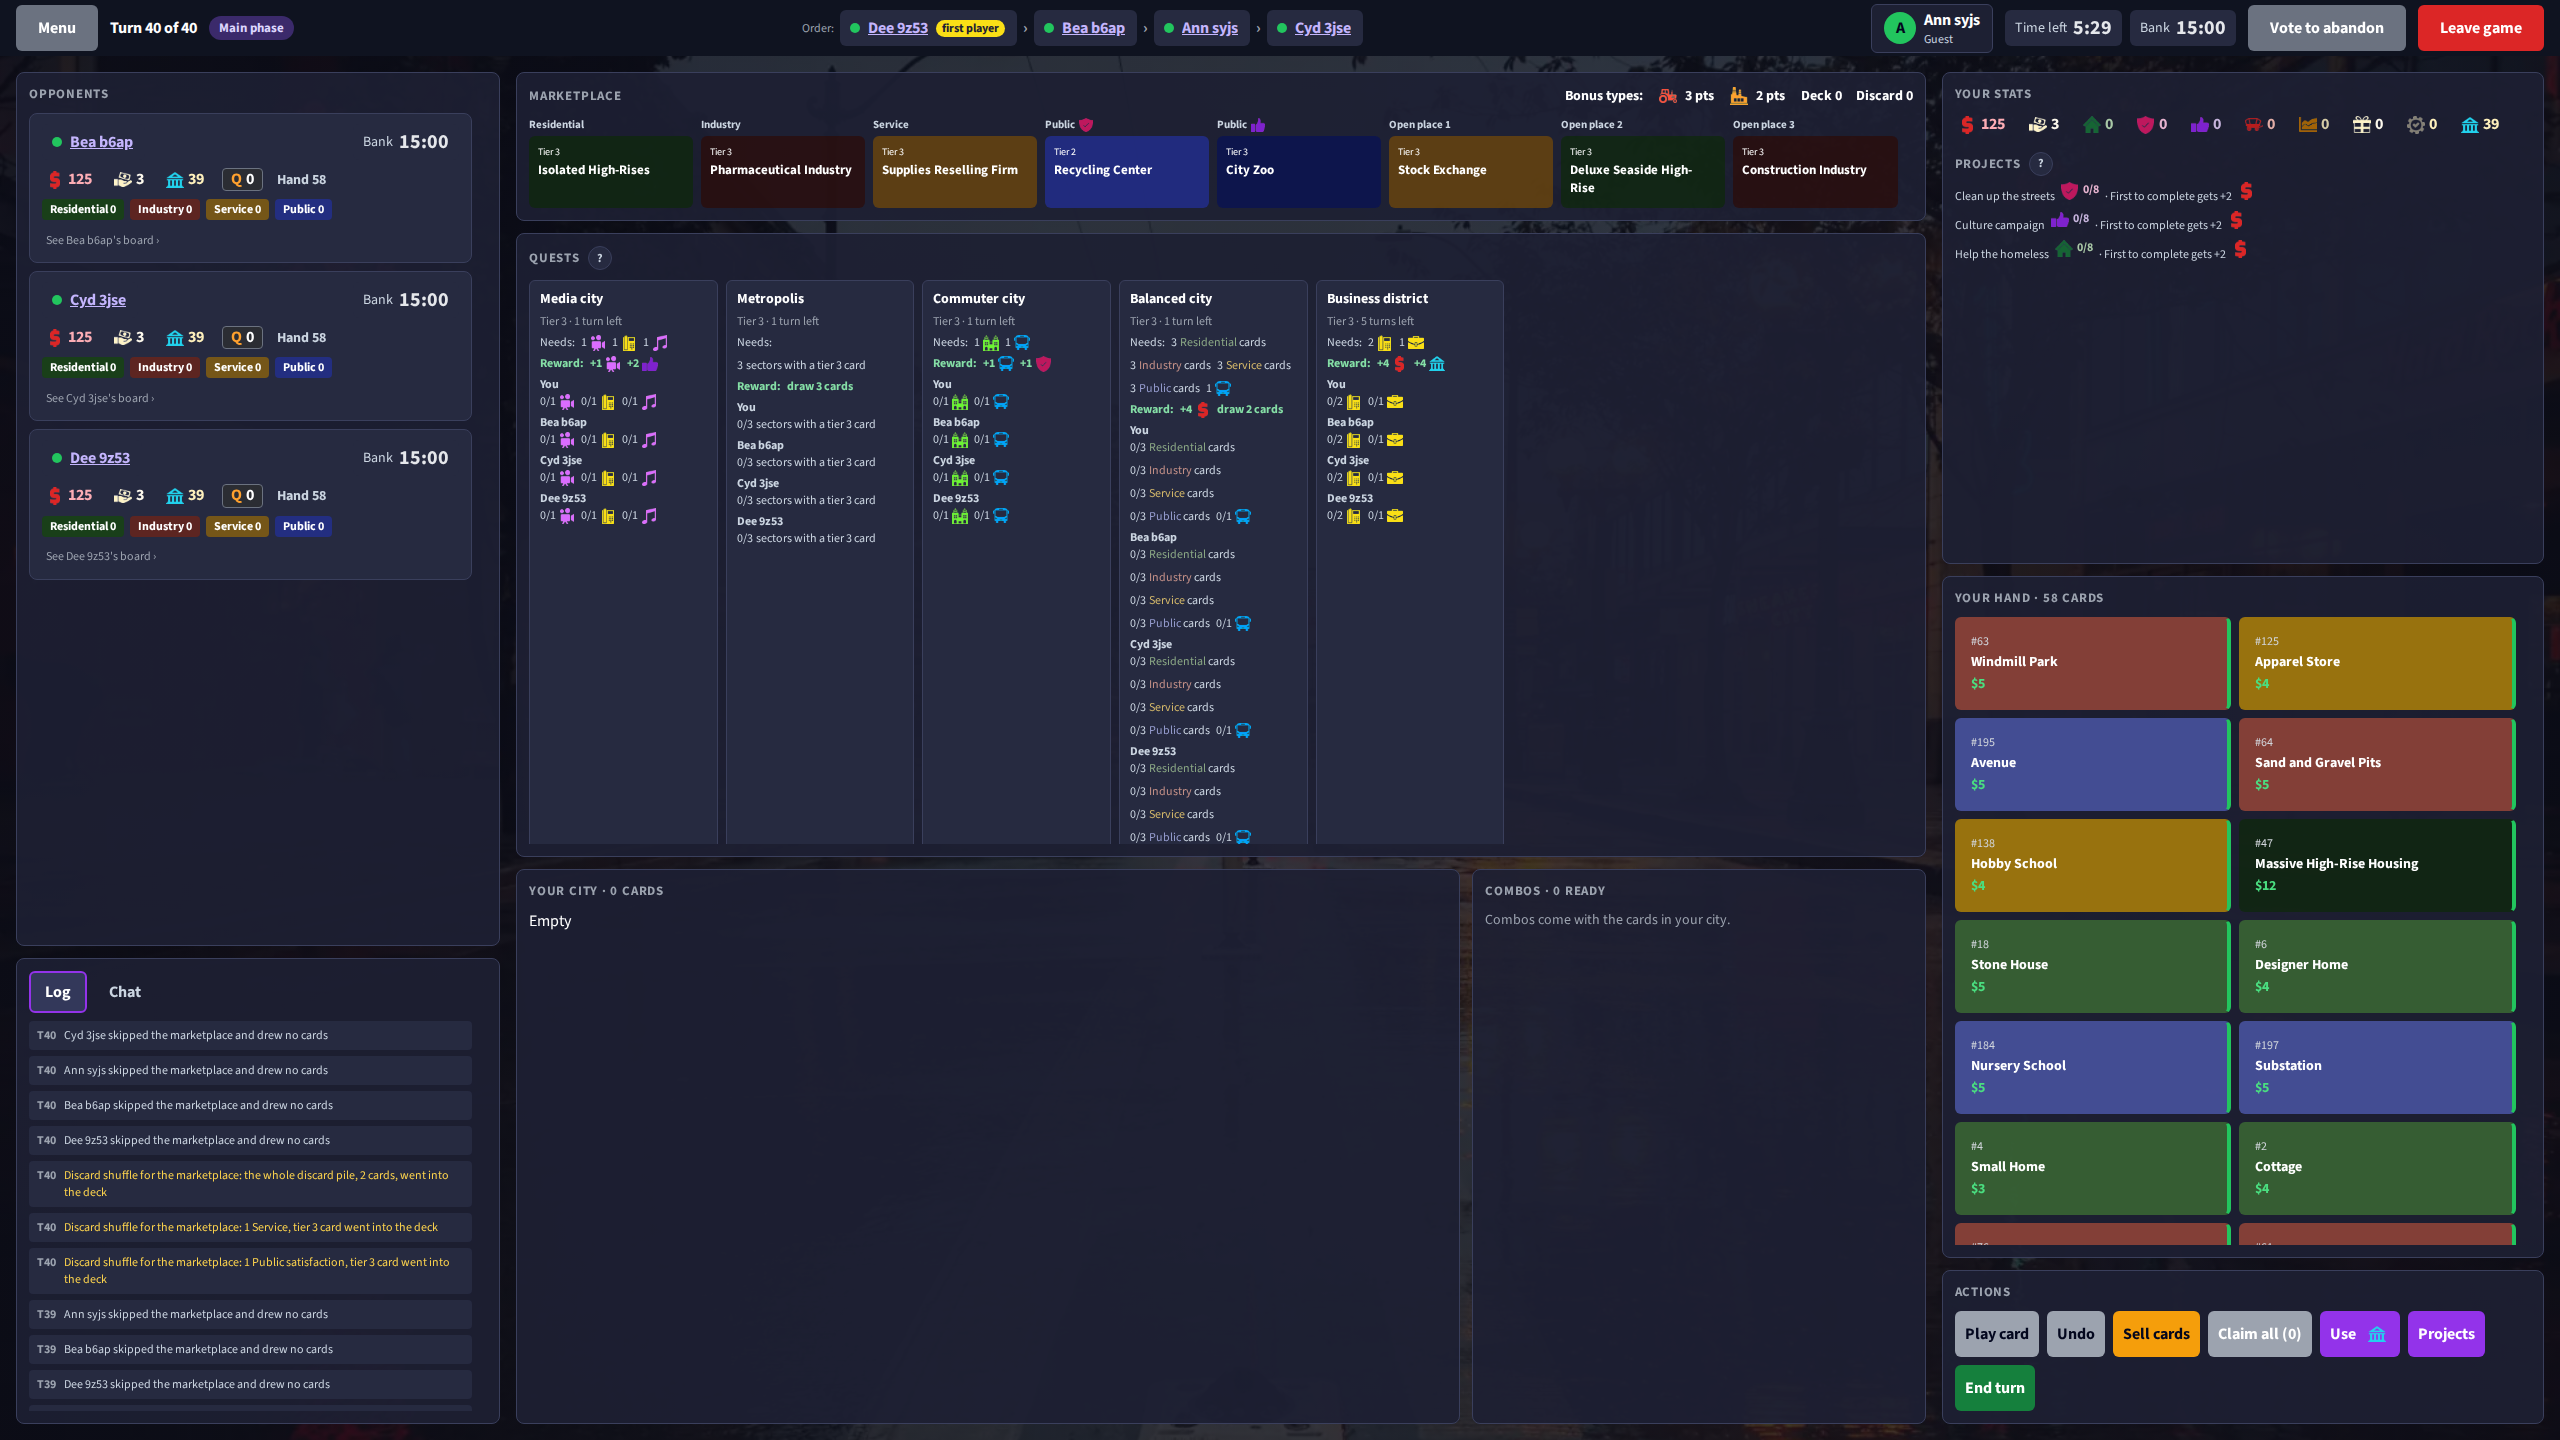 Menu
Turn 40 of 40
Main phase
Order:
Dee 9z53 first player › Bea b6ap › Ann syjs › Cyd 3jse
A
Ann syjs
Guest
Time left 5:29
Bank 15:00
Vote to abandon
Leave game
OPPONENTS
Bea b6ap
Bank 15:00
125 3 39 Q 0 Hand 58
Residential 0 Industry 0 Service 0 Public 0
See Bea b6ap's board ›
Cyd 3jse
Bank 15:00
125 3 39 Q 0 Hand 58
Residential 0 Industry 0 Service 0 Public 0
See Cyd 3jse's board ›
Dee 9z53
Bank 15:00
125 3 39 Q 0 Hand 58
Residential 0 Industry 0 Service 0 Public 0
See Dee 9z53's board ›
Log
Chat
T40 Cyd 3jse skipped the marketplace and drew no cards
T40 Ann syjs skipped the marketplace and drew no cards
T40 Bea b6ap skipped the marketplace and drew no cards
T40 Dee 9z53 skipped the marketplace and drew no cards
T40 Discard shuffle for the marketplace: the whole discard pile, 2 cards, went into
the deck
T40 Discard shuffle for the marketplace: 1 Service, tier 3 card went into the deck
T40 Discard shuffle for the marketplace: 1 Public satisfaction, tier 3 card went into
the deck
T39 Ann syjs skipped the marketplace and drew no cards
T39 Bea b6ap skipped the marketplace and drew no cards
T39 Dee 9z53 skipped the marketplace and drew no cards
MARKETPLACE
Bonus types: 3 pts 2 pts Deck 0 Discard 0
Residential
Tier 3
Isolated High-Rises
Industry
Tier 3
Pharmaceutical Industry
Service
Tier 3
Supplies Reselling Firm
Public
Tier 2
Recycling Center
Public
Tier 3
City Zoo
Open place 1
Tier 3
Stock Exchange
Open place 2
Tier 3
Deluxe Seaside High-
Rise
Open place 3
Tier 3
Construction Industry
QUESTS ?
Media city
Tier 3 · 1 turn left
Needs: 1 1 1
Reward: +1 +2
You
0/1 0/1 0/1
Bea b6ap
0/1 0/1 0/1
Cyd 3jse
0/1 0/1 0/1
Dee 9z53
0/1 0/1 0/1
Metropolis
Tier 3 · 1 turn left
Needs:
3 sectors with a tier 3 card
Reward: draw 3 cards
You
0/3 sectors with a tier 3 card
Bea b6ap
0/3 sectors with a tier 3 card
Cyd 3jse
0/3 sectors with a tier 3 card
Dee 9z53
0/3 sectors with a tier 3 card
Commuter city
Tier 3 · 1 turn left
Needs: 1 1
Reward: +1 +1
You
0/1 0/1
Bea b6ap
0/1 0/1
Cyd 3jse
0/1 0/1
Dee 9z53
0/1 0/1
Balanced city
Tier 3 · 1 turn left
Needs: 3 Residential cards
3 Industry cards 3 Service cards
3 Public cards 1
Reward: +4 draw 2 cards
You
0/3 Residential cards
0/3 Industry cards
0/3 Service cards
0/3 Public cards 0/1
Bea b6ap
0/3 Residential cards
0/3 Industry cards
0/3 Service cards
0/3 Public cards 0/1
Cyd 3jse
0/3 Residential cards
0/3 Industry cards
0/3 Service cards
0/3 Public cards 0/1
Dee 9z53
0/3 Residential cards
0/3 Industry cards
0/3 Service cards
0/3 Public cards 0/1
Business district
Tier 3 · 5 turns left
Needs: 2 1
Reward: +4 +4
You
0/2 0/1
Bea b6ap
0/2 0/1
Cyd 3jse
0/2 0/1
Dee 9z53
0/2 0/1
YOUR CITY · 0 CARDS
Empty
COMBOS · 0 READY
Combos come with the cards in your city.
YOUR STATS
125 3 0 0 0 0 0 0 0 39
PROJECTS ?
Clean up the streets 0/8 · First to complete gets +2
Culture campaign 0/8 · First to complete gets +2
Help the homeless 0/8 · First to complete gets +2
YOUR HAND · 58 CARDS
#63
Windmill Park
$5
#125
Apparel Store
$4
#195
Avenue
$5
#64
Sand and Gravel Pits
$5
#138
Hobby School
$4
#47
Massive High-Rise Housing
$12
#18
Stone House
$5
#6
Designer Home
$4
#184
Nursery School
$5
#197
Substation
$5
#4
Small Home
$3
#2
Cottage
$4
ACTIONS
Play card
Undo
Sell cards
Claim all (0)
Use
Projects
End turn